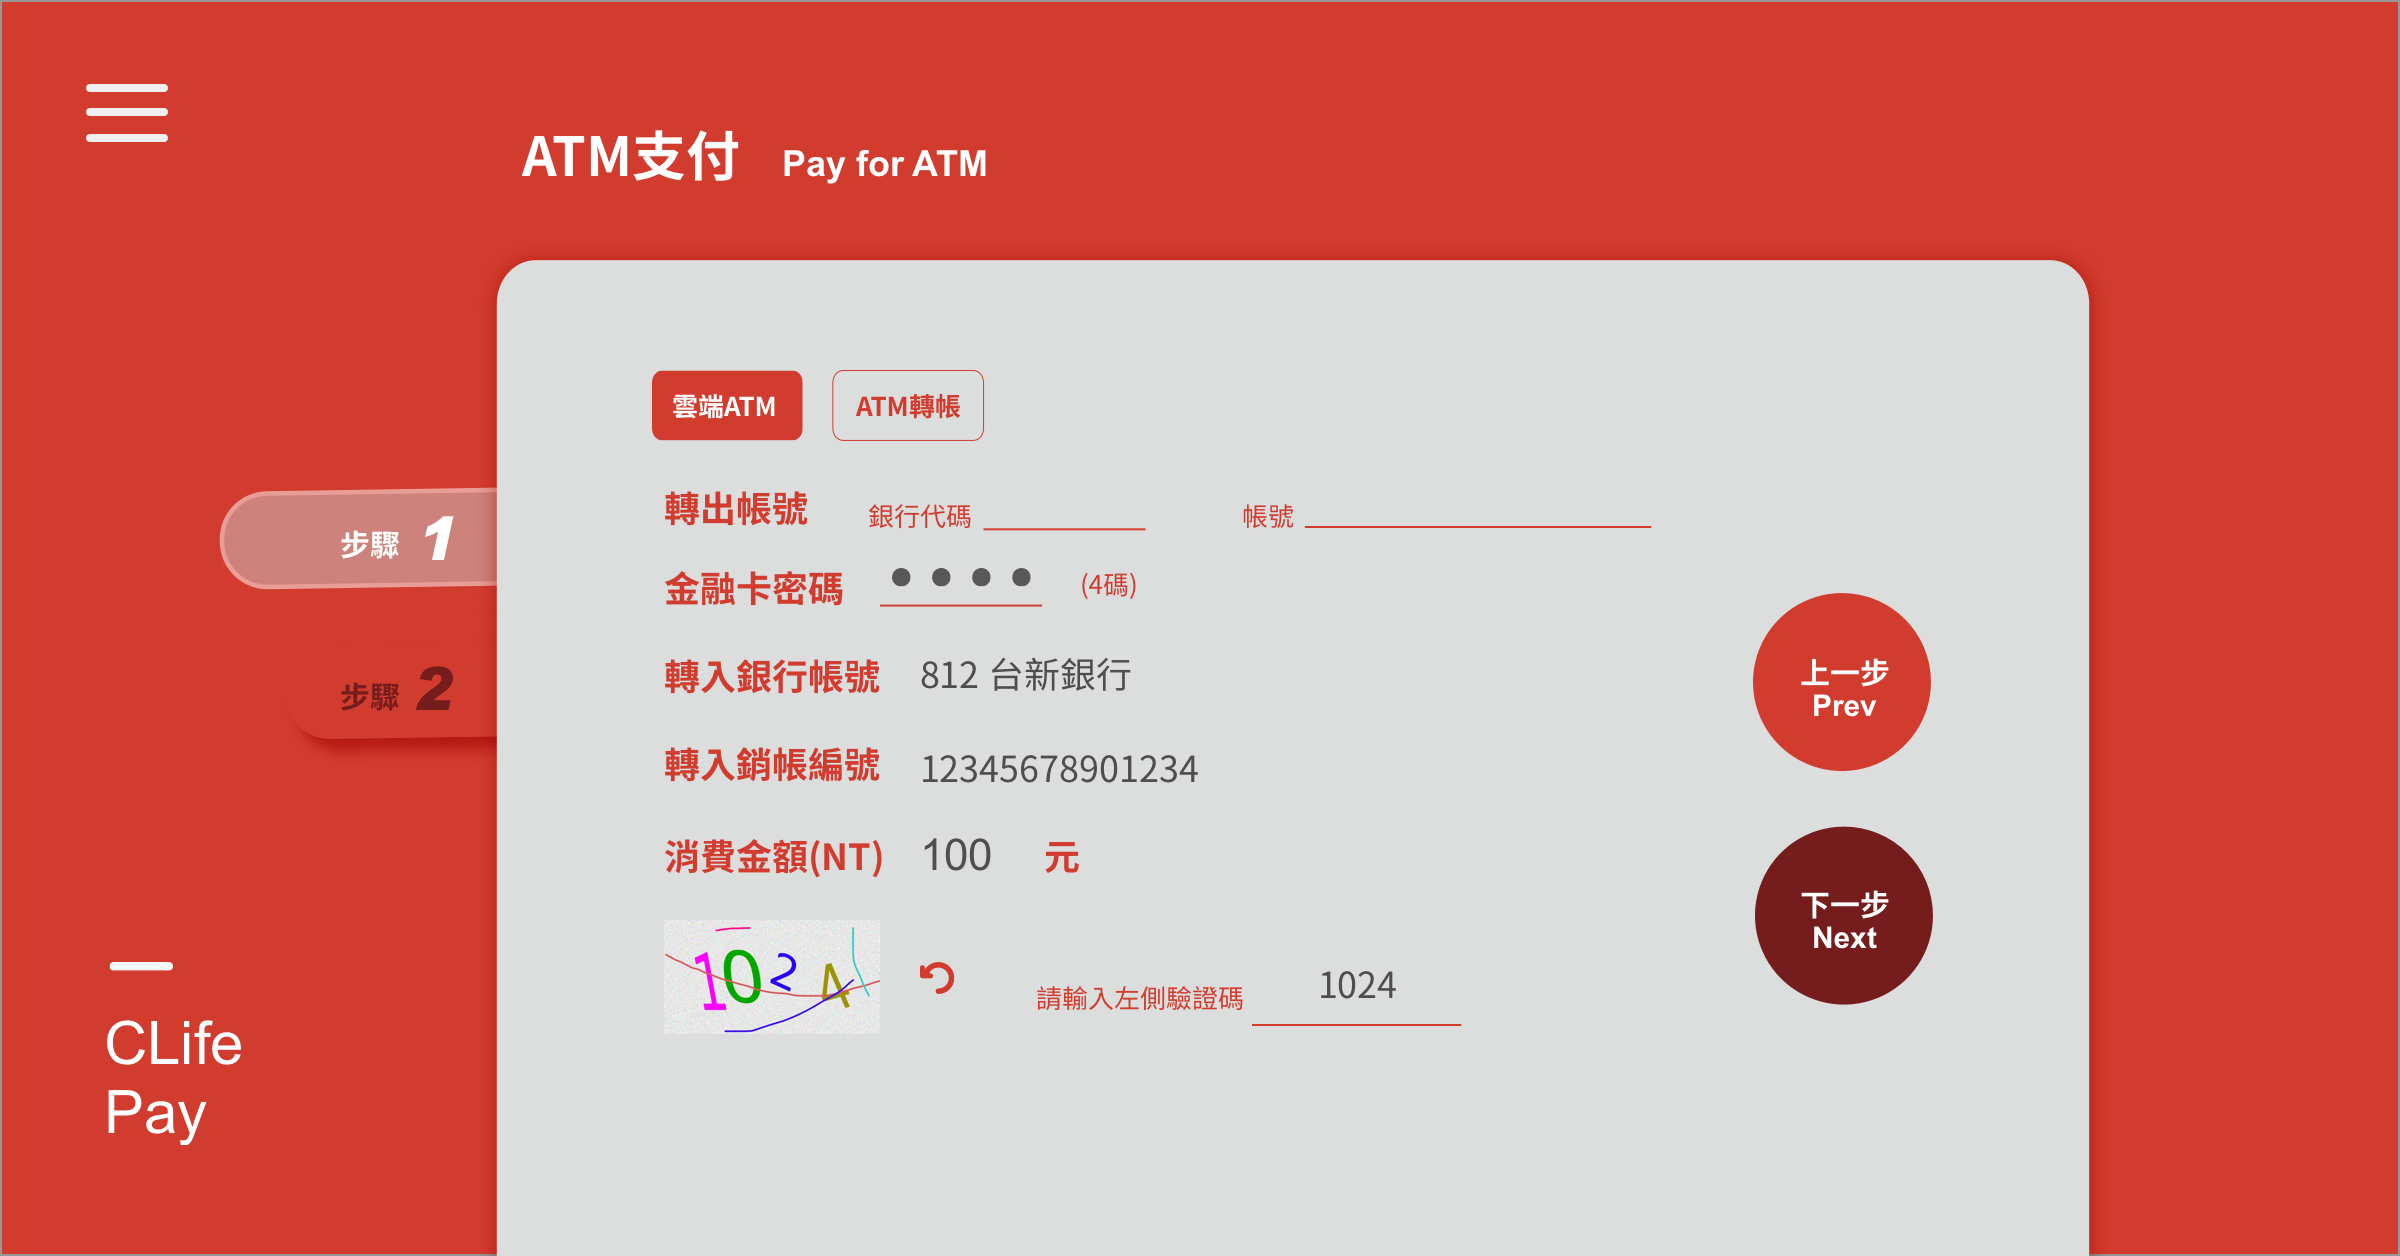 ATM支付 Pay for ATM
雲端ATM ATM轉帳
轉出帳號 銀行代碼 帳號
步驟 1
金融卡密碼 (4碼)
轉入銀行帳號 812 台新銀行
步驟 2
上一步
Prev
轉入銷帳編號 12345678901234
消費金額(NT) 100 元
下一步
Next
1024
請輸入左側驗證碼 1024
CLife
Pay